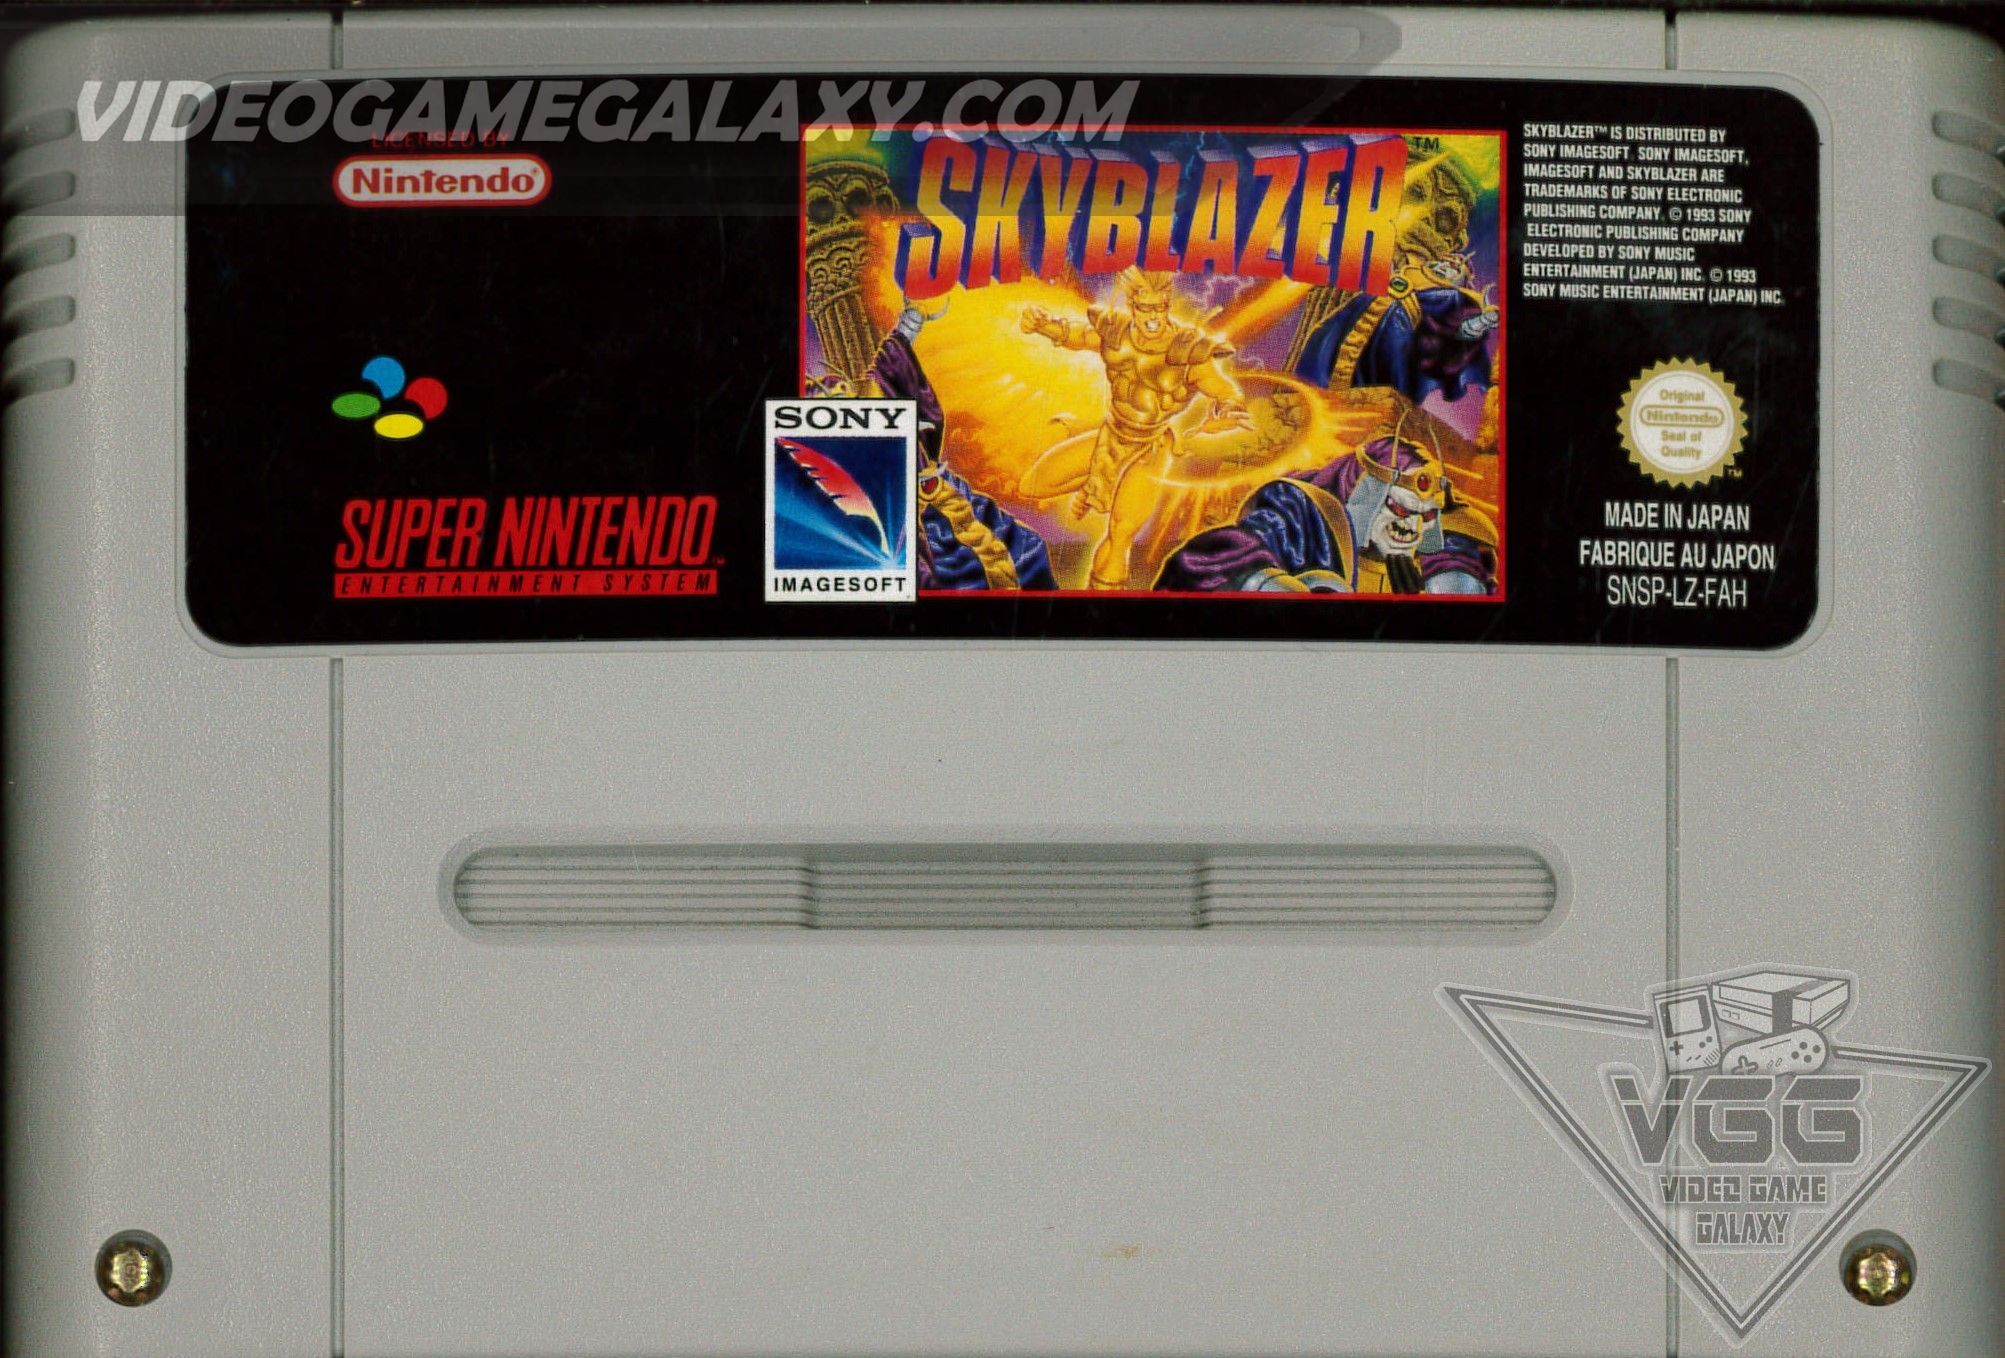 VIDEOGAMEGALAXY.COM
LICENSED BY
Nintendo®
SUPER NINTENDO™
ENTERTAINMENT SYSTEM
SKYBLAZER™
SONY
IMAGESOFT
SKYBLAZER™ IS DISTRIBUTED BY
SONY IMAGESOFT. SONY IMAGESOFT,
IMAGESOFT AND SKYBLAZER ARE
TRADEMARKS OF SONY ELECTRONIC
PUBLISHING COMPANY. © 1993 SONY
ELECTRONIC PUBLISHING COMPANY
DEVELOPED BY SONY MUSIC
ENTERTAINMENT (JAPAN) INC. © 1993
SONY MUSIC ENTERTAINMENT (JAPAN) INC.
Original
Nintendo
Seal of
Quality
™
MADE IN JAPAN
FABRIQUE AU JAPON
SNSP-LZ-FAH
VGG
VIDEO GAME
GALAXY